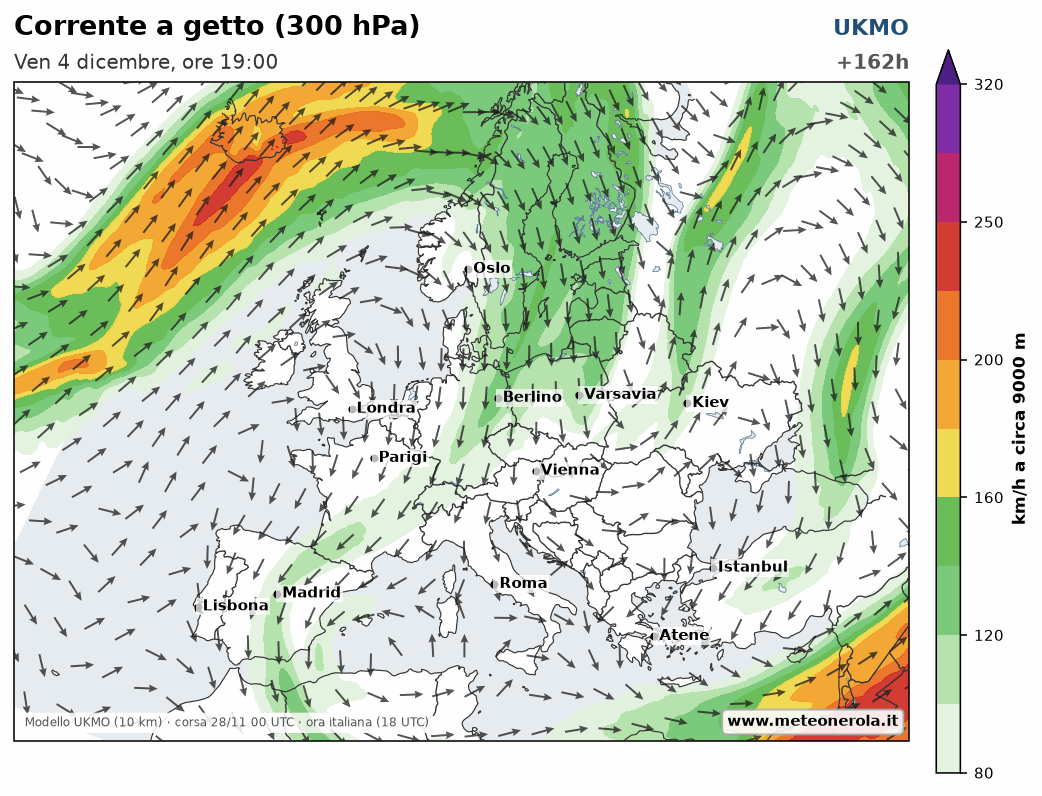 Corrente a getto (300 hPa)
UKMO
Ven 4 dicembre, ore 19:00
+162h
320
250
200
160
120
80
km/h a circa 9000 m
Oslo
Berlino
Varsavia
Kiev
Londra
Parigi
Vienna
Istanbul
Roma
Madrid
Lisbona
Atene
Modello UKMO (10 km) · corsa 28/11 00 UTC · ora italiana (18 UTC)
www.meteonerola.it